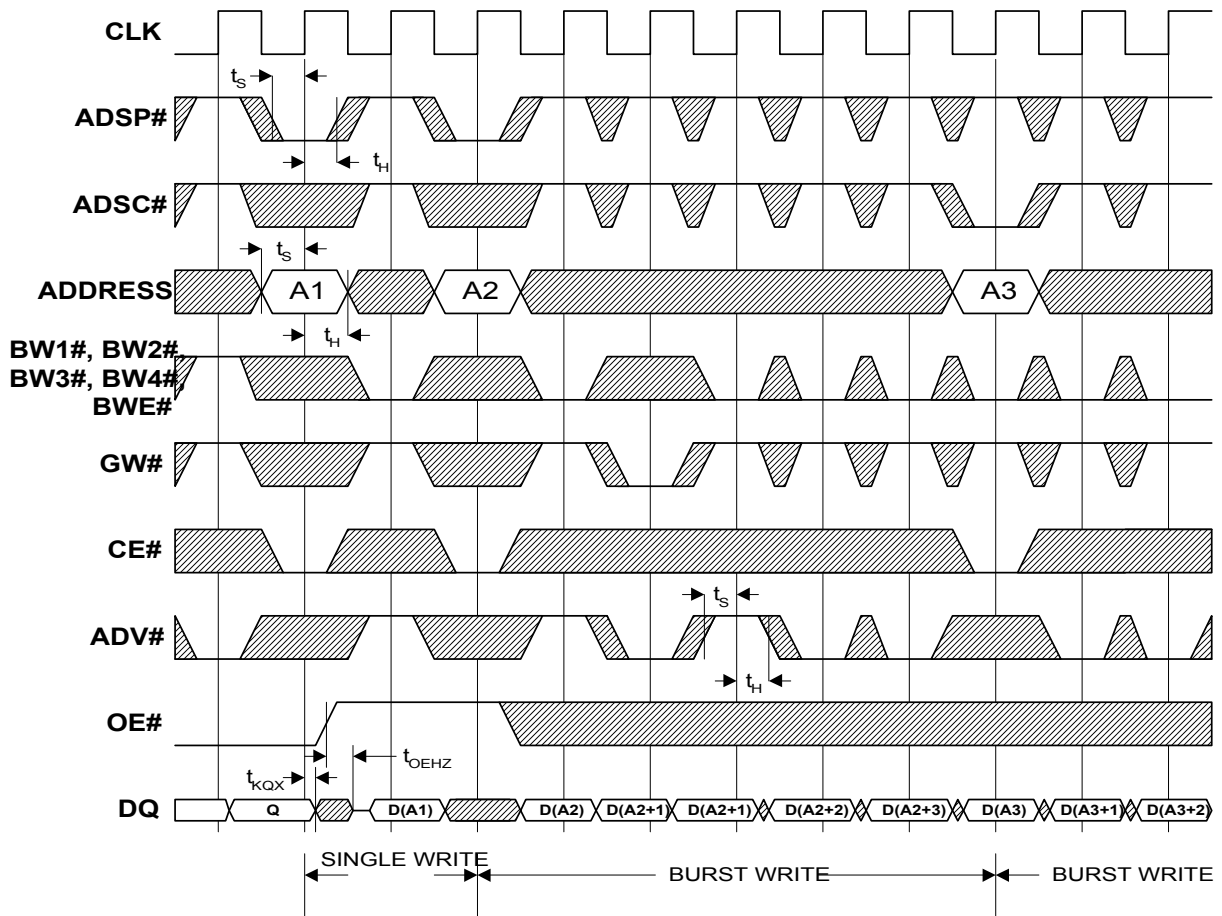 CLK
tS
ADSP#
tH
ADSC#
tS
ADDRESS A1 A2 A3
tH
BW1#, BW2#,
BW3#, BW4#,
BWE#
GW#
CE#
tS
ADV#
tH
OE#
tOEHZ
tKQX
DQ Q D(A1) D(A2) D(A2+1) D(A2+1) D(A2+2) D(A2+3) D(A3) D(A3+1) D(A3+2)
SINGLE WRITE BURST WRITE BURST WRITE